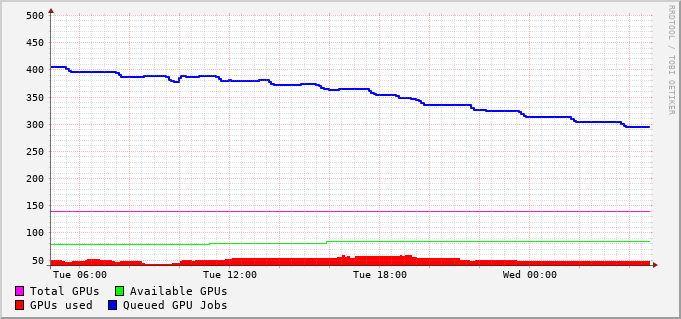 500
450
400
350
300
250
200
150
100
50
Tue 06:00 Tue 12:00 Tue 18:00 Wed 00:00
Total GPUs Available GPUs
GPUs used Queued GPU Jobs
RRDTOOL / TOBI OETIKER